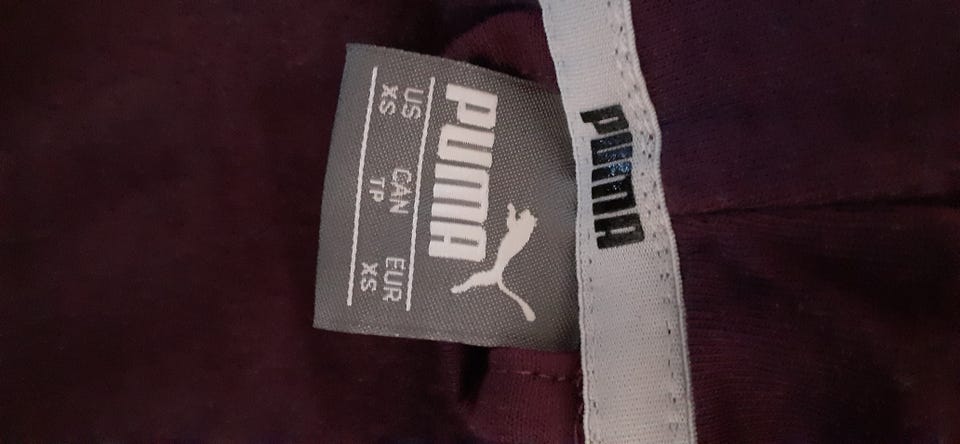 PUMA
US CAN EUR
XS TP XS
PUMA